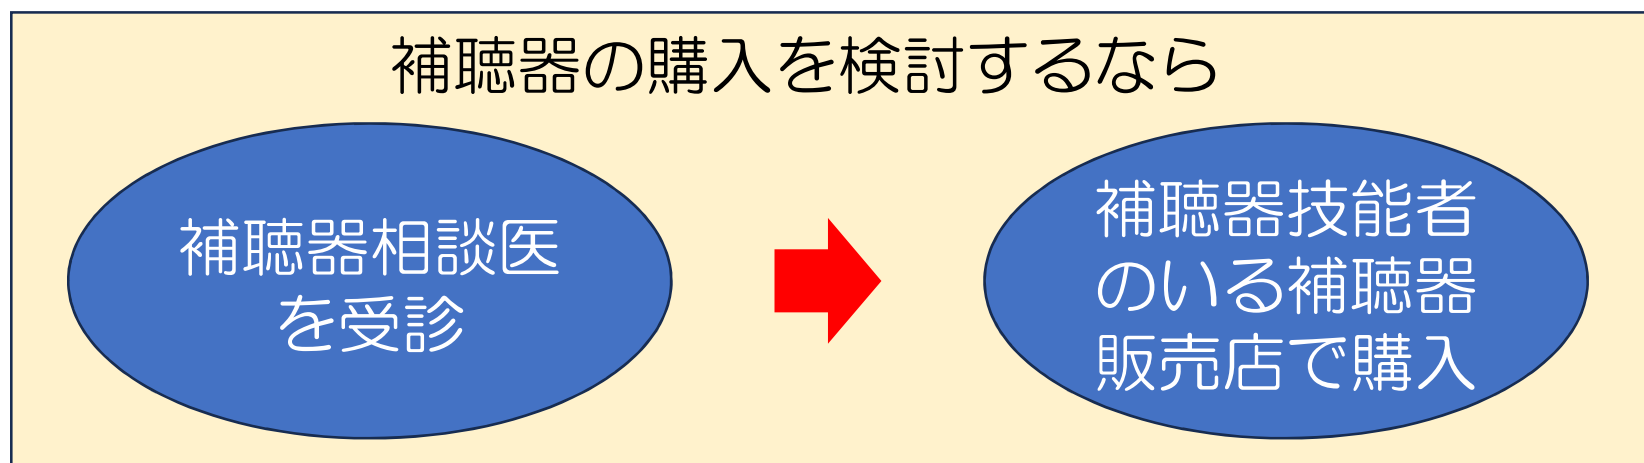 補聴器の購入を検討するなら
補聴器相談医
を受診
補聴器技能者
のいる補聴器
販売店で購入